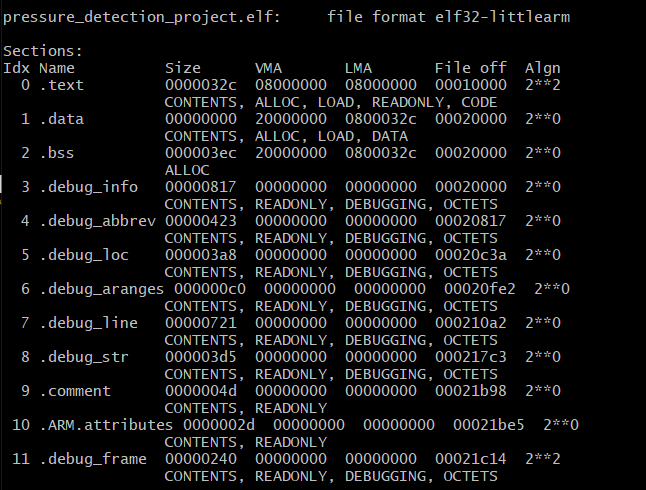 pressure_detection_project.elf:     file format elf32-littlearm
Sections:
Idx Name          Size      VMA       LMA       File off  Algn
  0 .text         0000032c  08000000  08000000  00010000  2**2
                  CONTENTS, ALLOC, LOAD, READONLY, CODE
  1 .data         00000000  20000000  0800032c  00020000  2**0
                  CONTENTS, ALLOC, LOAD, DATA
  2 .bss          000003ec  20000000  0800032c  00020000  2**0
                  ALLOC
  3 .debug_info   00000817  00000000  00000000  00020000  2**0
                  CONTENTS, READONLY, DEBUGGING, OCTETS
  4 .debug_abbrev 00000423  00000000  00000000  00020817  2**0
                  CONTENTS, READONLY, DEBUGGING, OCTETS
  5 .debug_loc    000003a8  00000000  00000000  00020c3a  2**0
                  CONTENTS, READONLY, DEBUGGING, OCTETS
  6 .debug_aranges 000000c0  00000000  00000000  00020fe2  2**0
                  CONTENTS, READONLY, DEBUGGING, OCTETS
  7 .debug_line   00000721  00000000  00000000  000210a2  2**0
                  CONTENTS, READONLY, DEBUGGING, OCTETS
  8 .debug_str    000003d5  00000000  00000000  000217c3  2**0
                  CONTENTS, READONLY, DEBUGGING, OCTETS
  9 .comment      0000004d  00000000  00000000  00021b98  2**0
                  CONTENTS, READONLY
 10 .ARM.attributes 0000002d  00000000  00000000  00021be5  2**0
                  CONTENTS, READONLY
 11 .debug_frame  00000240  00000000  00000000  00021c14  2**2
                  CONTENTS, READONLY, DEBUGGING, OCTETS